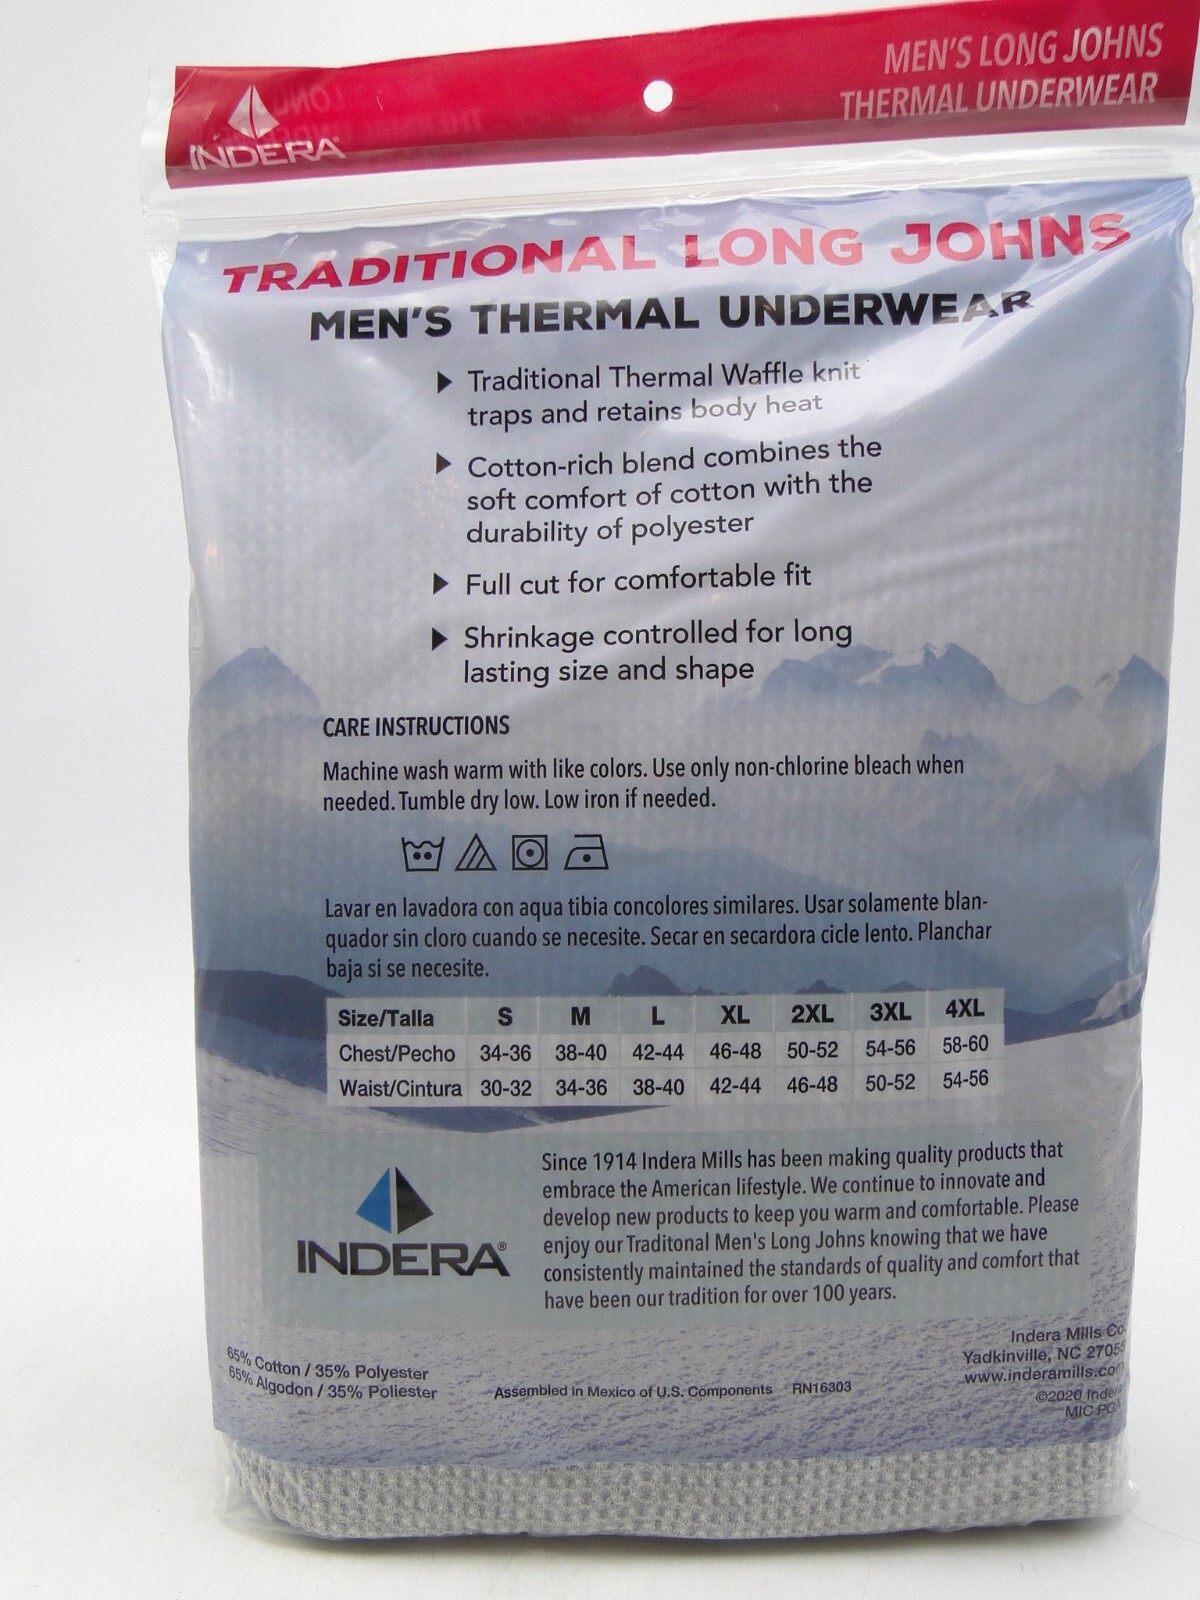 MEN'S LONG JOHNS
THERMAL UNDERWEAR
INDERA
TRADITIONAL LONG JOHNS
MEN'S THERMAL UNDERWEAR
Traditional Thermal Waffle knit
traps and retains body heat
Cotton-rich blend combines the
soft comfort of cotton with the
durability of polyester
Full cut for comfortable fit
Shrinkage controlled for long
lasting size and shape
CARE INSTRUCTIONS
Machine wash warm with like colors. Use only non-chlorine bleach when
needed. Tumble dry low. Low iron if needed.
Lavar en lavadora con aqua tibia concolores similares. Usar solamente blan-
quador sin cloro cuando se necesite. Secar en secardora cicle lento. Planchar
baja si se necesite.
Size/Talla S M L XL 2XL 3XL 4XL
Chest/Pecho 34-36 38-40 42-44 46-48 50-52 54-56 58-60
Waist/Cintura 30-32 34-36 38-40 42-44 46-48 50-52 54-56
Since 1914 Indera Mills has been making quality products that
embrace the American lifestyle. We continue to innovate and
develop new products to keep you warm and comfortable. Please
enjoy our Traditonal Men's Long Johns knowing that we have
consistently maintained the standards of quality and comfort that
have been our tradition for over 100 years.
INDERA®
65% Cotton / 35% Polyester
65% Algodon / 35% Poliester
Assembled in Mexico of U.S. Components RN16303
Indera Mills Co.
Yadkinville, NC 27055
www.inderamills.com
©2020 Indera
MIC